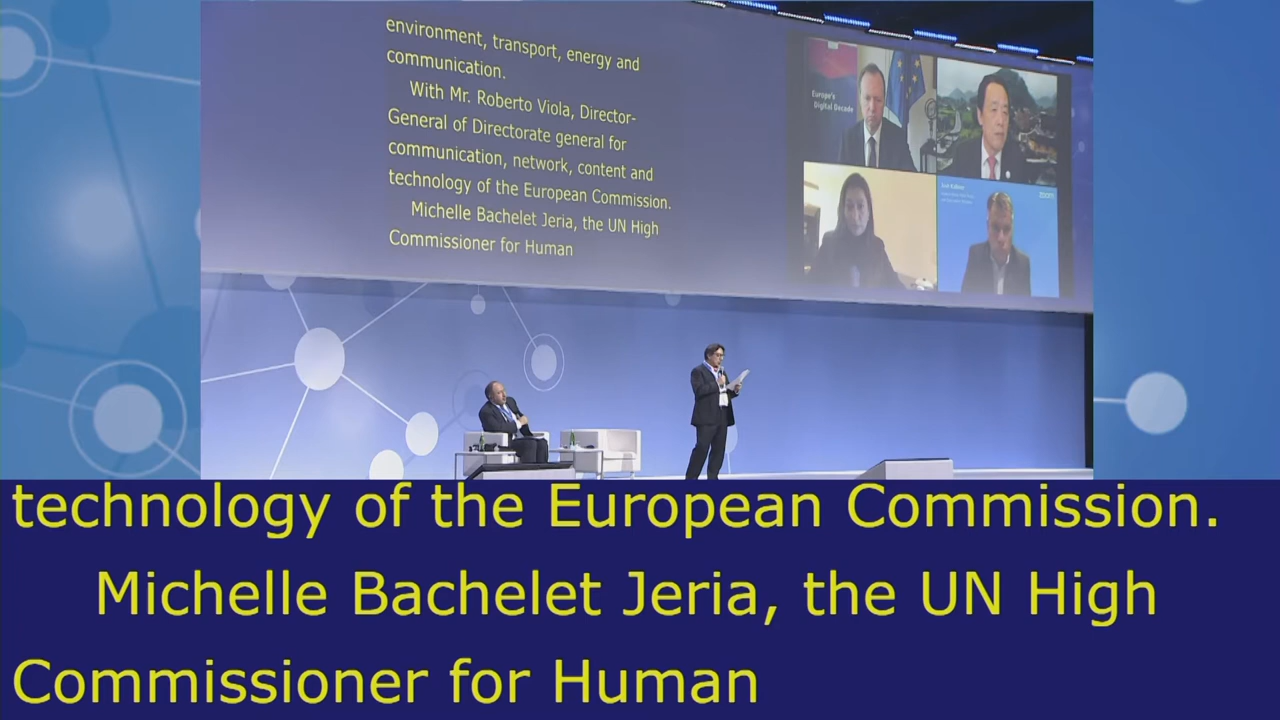 environment, transport, energy and
communication.
With Mr. Roberto Viola, Director-
General of Directorate general for
communication, network, content and
technology of the European Commission.
Michelle Bachelet Jeria, the UN High
Commissioner for Human
Europe's
Digital Decade
zoom
technology of the European Commission.
Michelle Bachelet Jeria, the UN High
Commissioner for Human